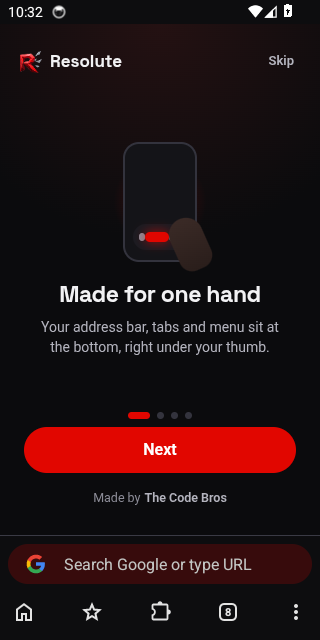 10:32
Resolute
Skip
Made for one hand
Your address bar, tabs and menu sit at
the bottom, right under your thumb.
Next
Made by The Code Bros
Search Google or type URL
8